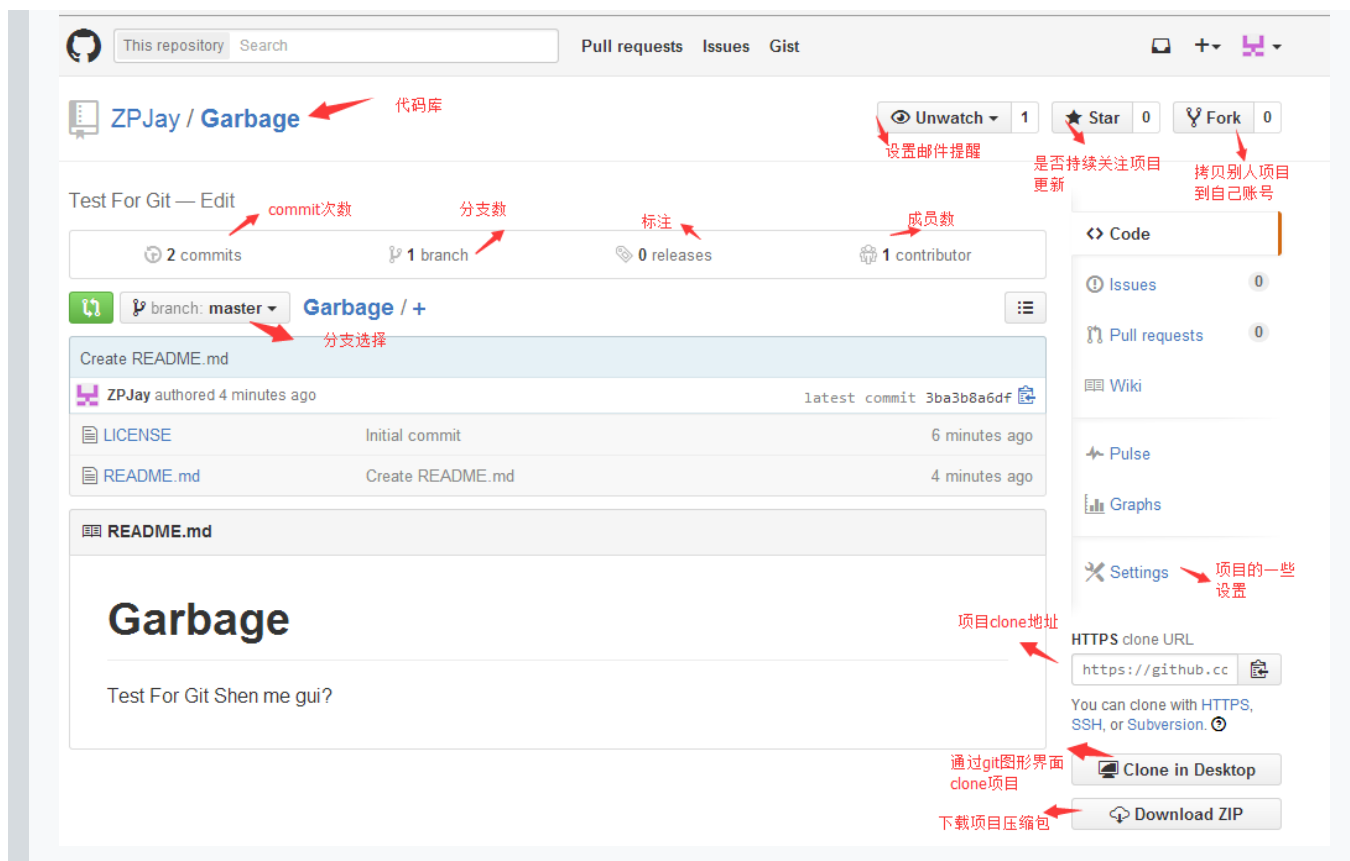 This repository Search
Pull requests Issues Gist
ZPJay / Garbage
代码库
Unwatch 1
Star 0
Fork 0
设置邮件提醒
是否持续关注项目
更新
拷贝别人项目
到自己账号
Test For Git — Edit
commit次数
分支数
标注
成员数
2 commits
1 branch
0 releases
1 contributor
branch: master
Garbage / +
分支选择
Create README.md
ZPJay authored 4 minutes ago
latest commit 3ba3b8a6df
LICENSE Initial commit 6 minutes ago
README.md Create README.md 4 minutes ago
README.md
Garbage
Test For Git Shen me gui?
Code
Issues 0
Pull requests 0
Wiki
Pulse
Graphs
Settings
项目的一些
设置
项目clone地址
HTTPS clone URL
https://github.cc
You can clone with HTTPS,
SSH, or Subversion.
通过git图形界面
clone项目
Clone in Desktop
下载项目压缩包
Download ZIP